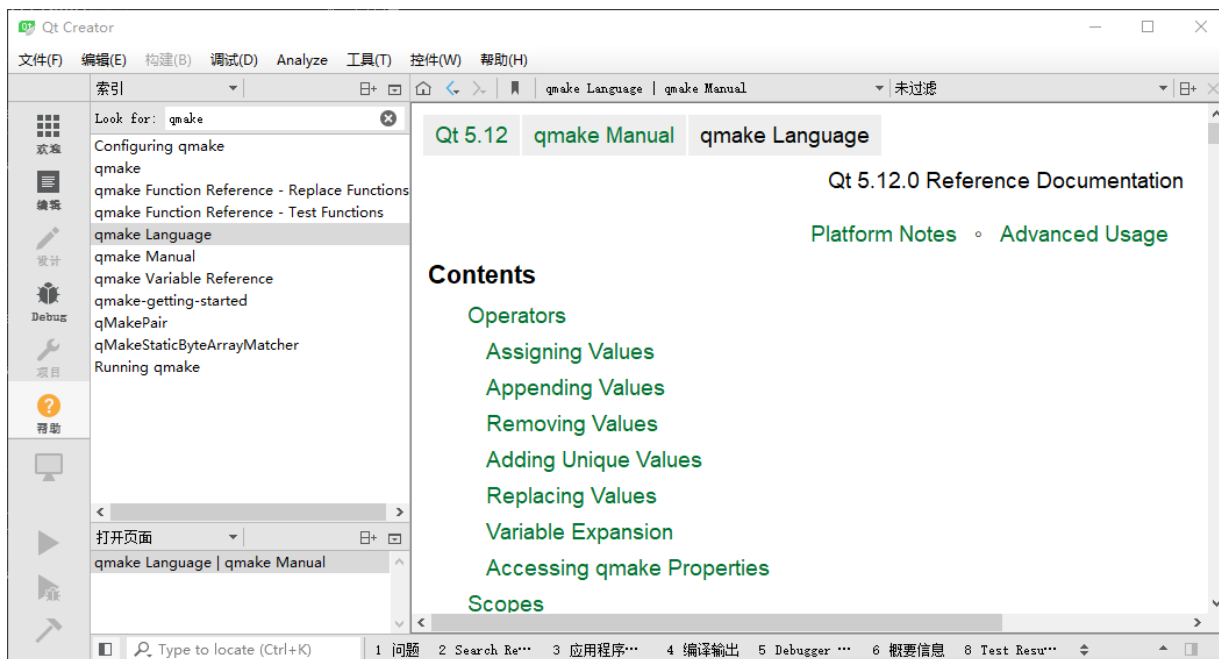 Qt Creator
文件(F) 编辑(E) 构建(B) 调试(D) Analyze 工具(T) 控件(W) 帮助(H)
索引 qmake Language | qmake Manual 未过滤
Look for: qmake
Configuring qmake
qmake
qmake Function Reference - Replace Functions
qmake Function Reference - Test Functions
qmake Language
qmake Manual
qmake Variable Reference
qmake-getting-started
qMakePair
qMakeStaticByteArrayMatcher
Running qmake
欢迎
编辑
设计
Debug
项目
帮助
打开页面
qmake Language | qmake Manual
Qt 5.12 qmake Manual qmake Language
Qt 5.12.0 Reference Documentation
Platform Notes ∘ Advanced Usage
Contents
Operators
Assigning Values
Appending Values
Removing Values
Adding Unique Values
Replacing Values
Variable Expansion
Accessing qmake Properties
Scopes
Type to locate (Ctrl+K) 1 问题 2 Search Re… 3 应用程序… 4 编译输出 5 Debugger … 6 概要信息 8 Test Resu…